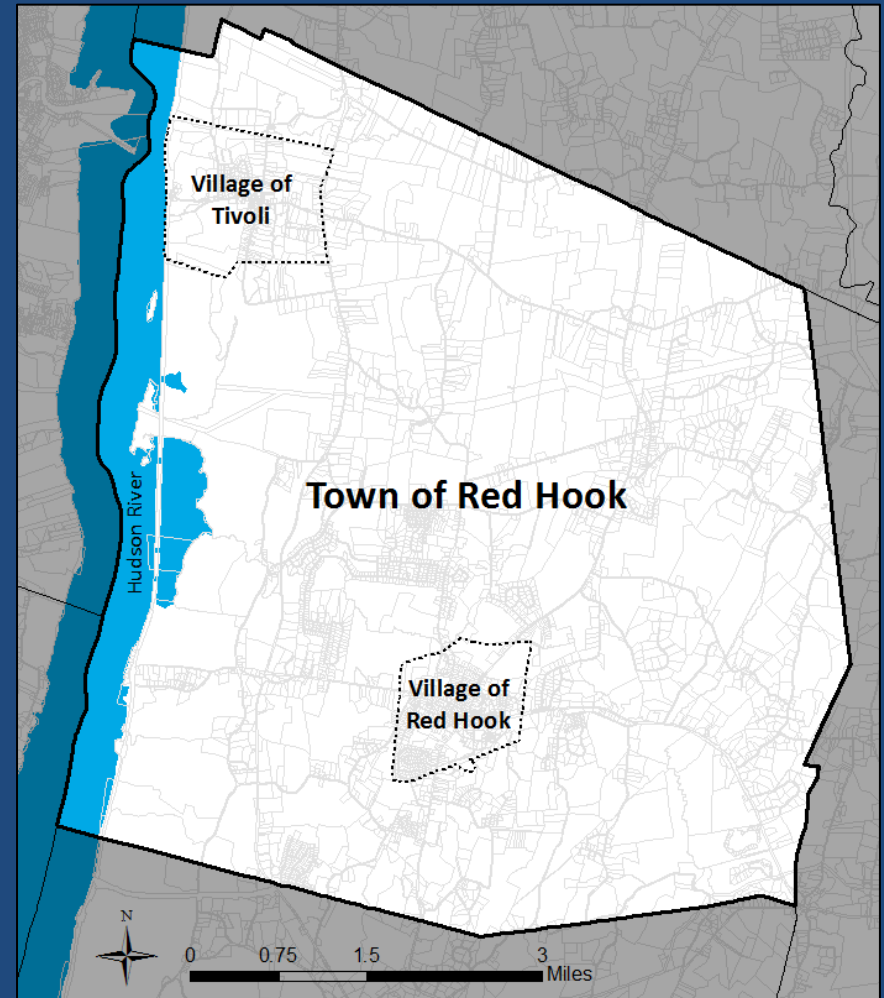 Village of
Tivoli
Town of Red Hook
Hudson River
Village of
Red Hook
N
0 0.75 1.5 3
Miles